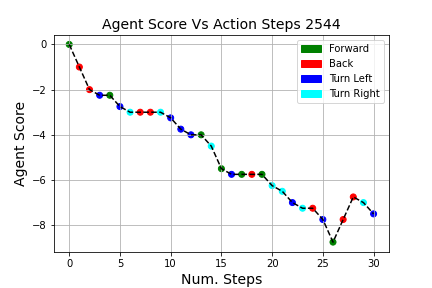 Agent Score Vs Action Steps 2544
Forward
Back
Turn Left
Turn Right
0
−2
−4
−6
−8
Agent Score
0 5 10 15 20 25 30
Num. Steps